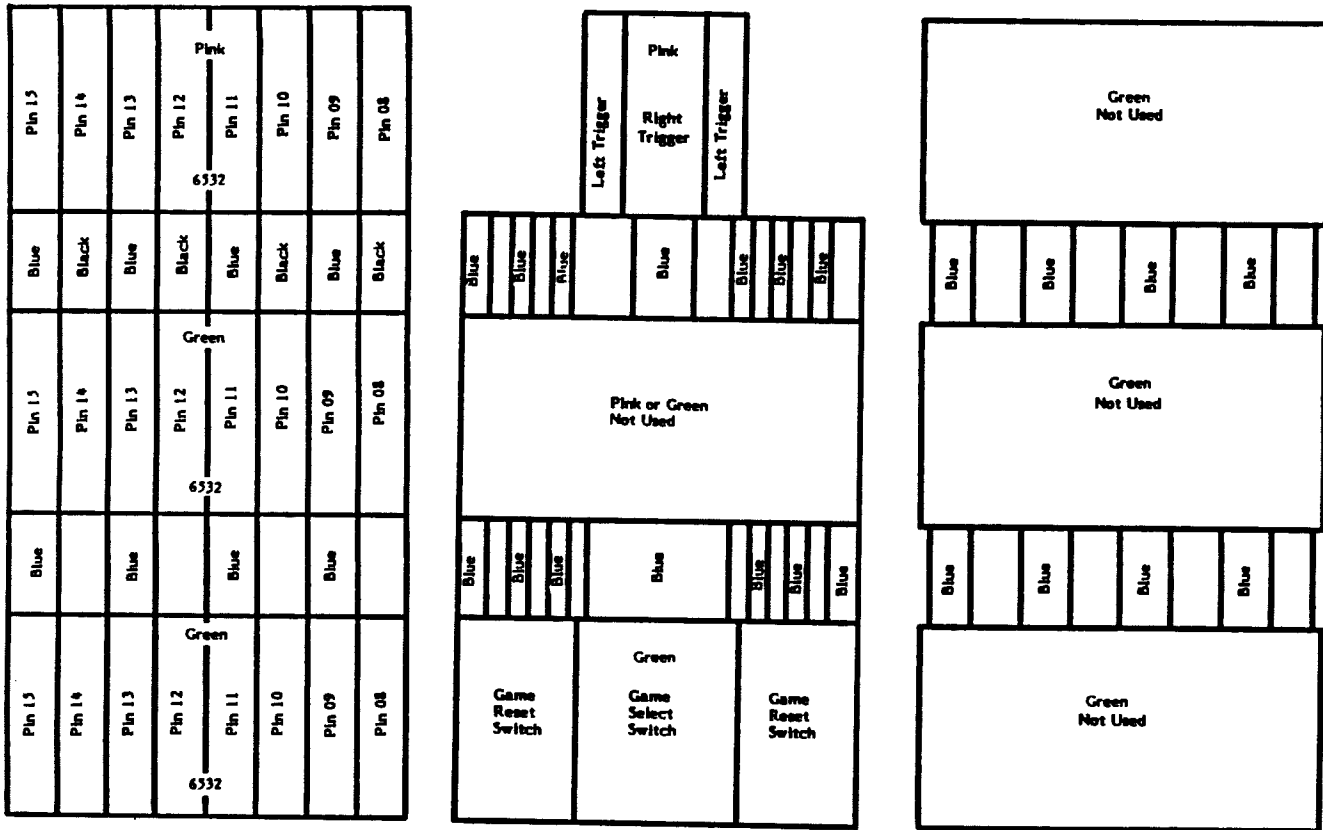 Pink
Pin 15
Pin 14
Pin 13
Pin 12
Pin 11
Pin 10
Pin 09
Pin 08
6532
Blue
Black
Blue
Black
Blue
Black
Blue
Black
Green
Pin 15
Pin 14
Pin 13
Pin 12
Pin 11
Pin 10
Pin 09
Pin 08
6532
Blue
Blue
Blue
Blue
Green
Pin 15
Pin 14
Pin 13
Pin 12
Pin 11
Pin 10
Pin 09
Pin 08
6532
Pink
Left Trigger
Right
Trigger
Left Trigger
Blue
Blue
Blue
Blue
Blue
Blue
Blue
Pink or Green
Not Used
Blue
Blue
Blue
Blue
Blue
Blue
Blue
Green
Game
Reset
Switch
Game
Select
Switch
Game
Reset
Switch
Green
Not Used
Blue
Blue
Blue
Blue
Green
Not Used
Blue
Blue
Blue
Blue
Green
Not Used